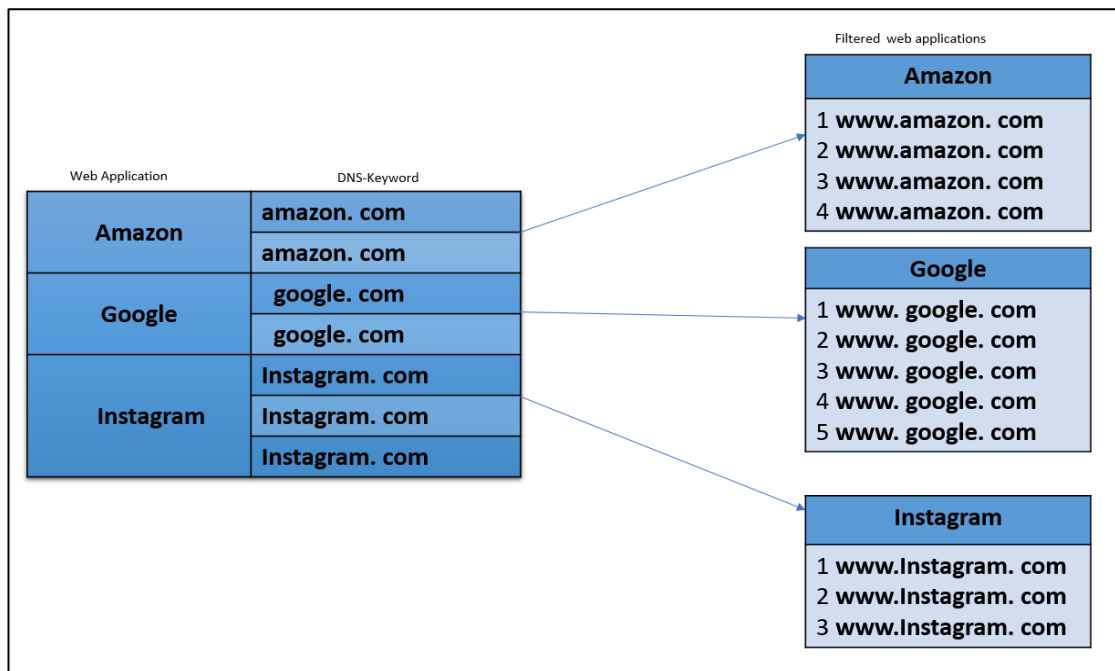 Filtered web applications
Amazon
1 www.amazon. com
2 www.amazon. com
3 www.amazon. com
4 www.amazon. com
Web Application
DNS-Keyword
Amazon
amazon. com
amazon. com
Google
google. com
google. com
Instagram
Instagram. com
Instagram. com
Instagram. com
Google
1 www. google. com
2 www. google. com
3 www. google. com
4 www. google. com
5 www. google. com
Instagram
1 www.Instagram. com
2 www.Instagram. com
3 www.Instagram. com